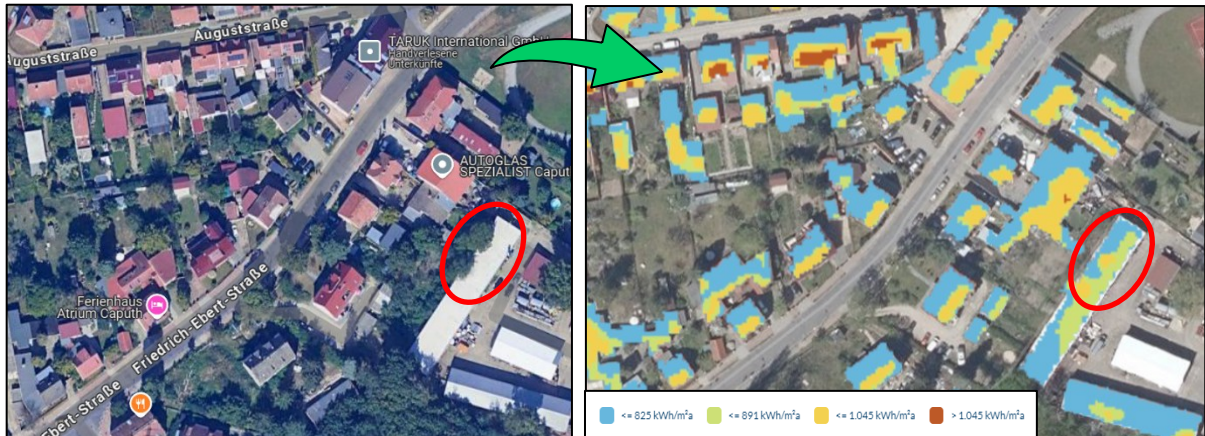 Auguststraße
Auguststraße
TARUK International GmbH
Handverlesene
Unterkünfte
AUTOGLAS
SPEZIALIST Caput
Ferienhaus
Atrium Caputh
Friedrich-Ebert-Straße
Ebert-Straße
<= 825 kWh/m²a
<= 891 kWh/m²a
<= 1.045 kWh/m²a
> 1.045 kWh/m²a